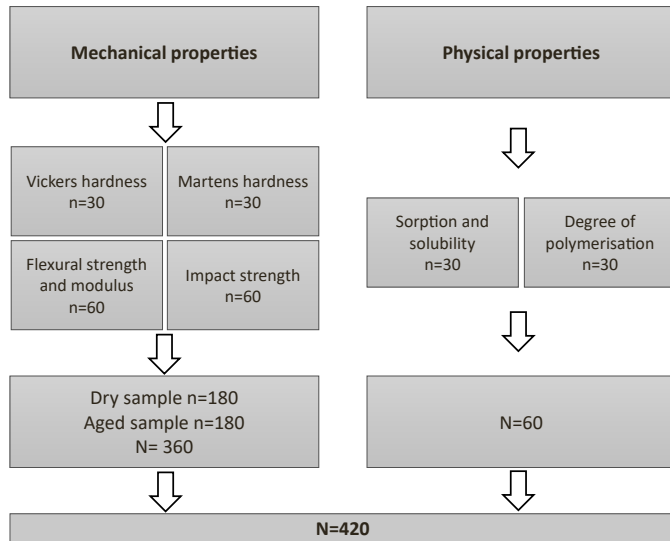 Mechanical properties
Physical properties
Vickers hardness
n=30
Martens hardness
n=30
Flexural strength
and modulus
n=60
Impact strength
n=60
Sorption and
solubility
n=30
Degree of
polymerisation
n=30
Dry sample n=180
Aged sample n=180
N= 360
N=60
N=420